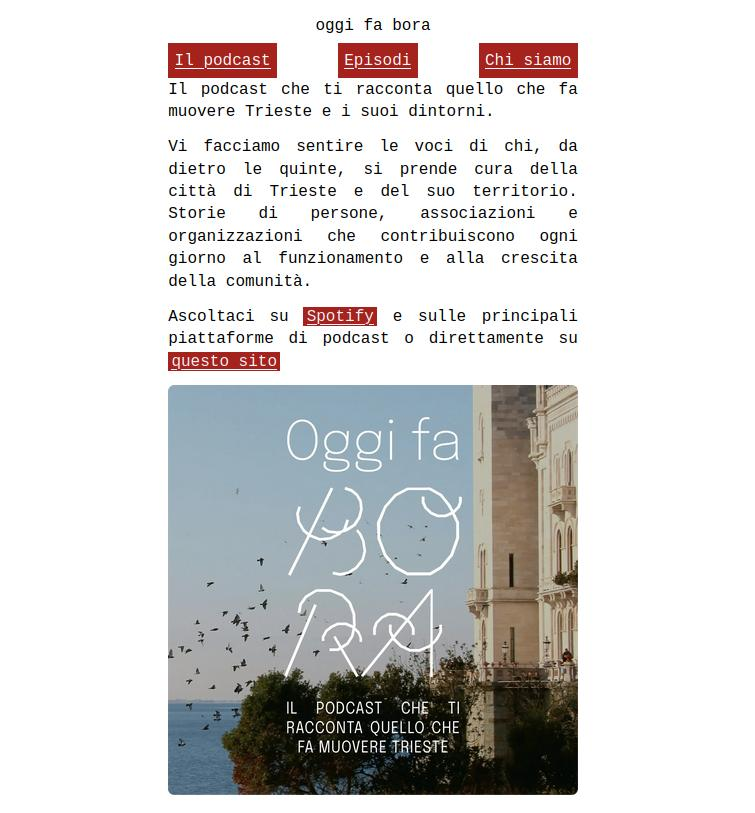 oggi fa bora
Il podcast Episodi Chi siamo
Il podcast che ti racconta quello che fa
muovere Trieste e i suoi dintorni.
Vi facciamo sentire le voci di chi, da
dietro le quinte, si prende cura della
città di Trieste e del suo territorio.
Storie di persone, associazioni e
organizzazioni che contribuiscono ogni
giorno al funzionamento e alla crescita
della comunità.
Ascoltaci su Spotify e sulle principali
piattaforme di podcast o direttamente su
questo sito
Oggi fa
BO
RA
IL PODCAST CHE TI
RACCONTA QUELLO CHE
FA MUOVERE TRIESTE